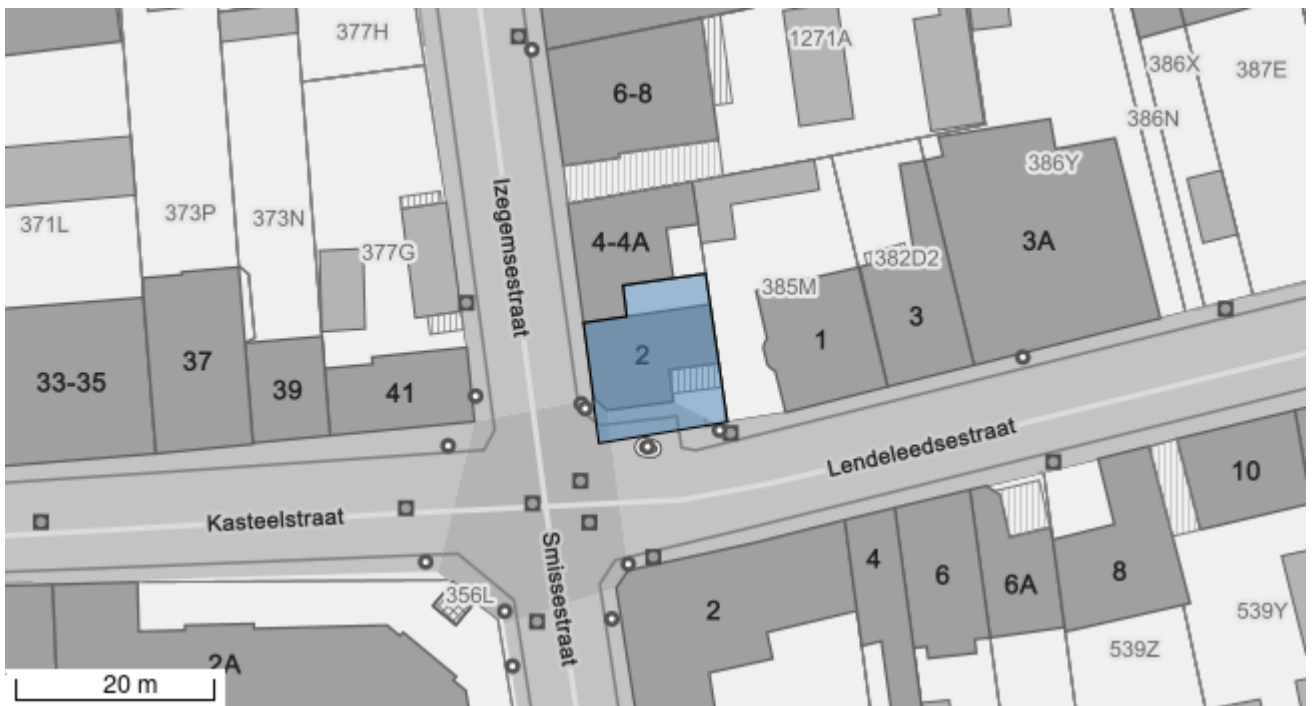 377H
1271A
386X
387E
6-8
386N
386Y
Izegemsestraat
371L
373P
373N
377G
4-4A
382D2
3A
385M
3
1
2
37
33-35
39
41
Lendeleedsestraat
10
Kasteelstraat
Smissestraat
4
6
6A
8
356L
2
539Y
539Z
2A
20 m